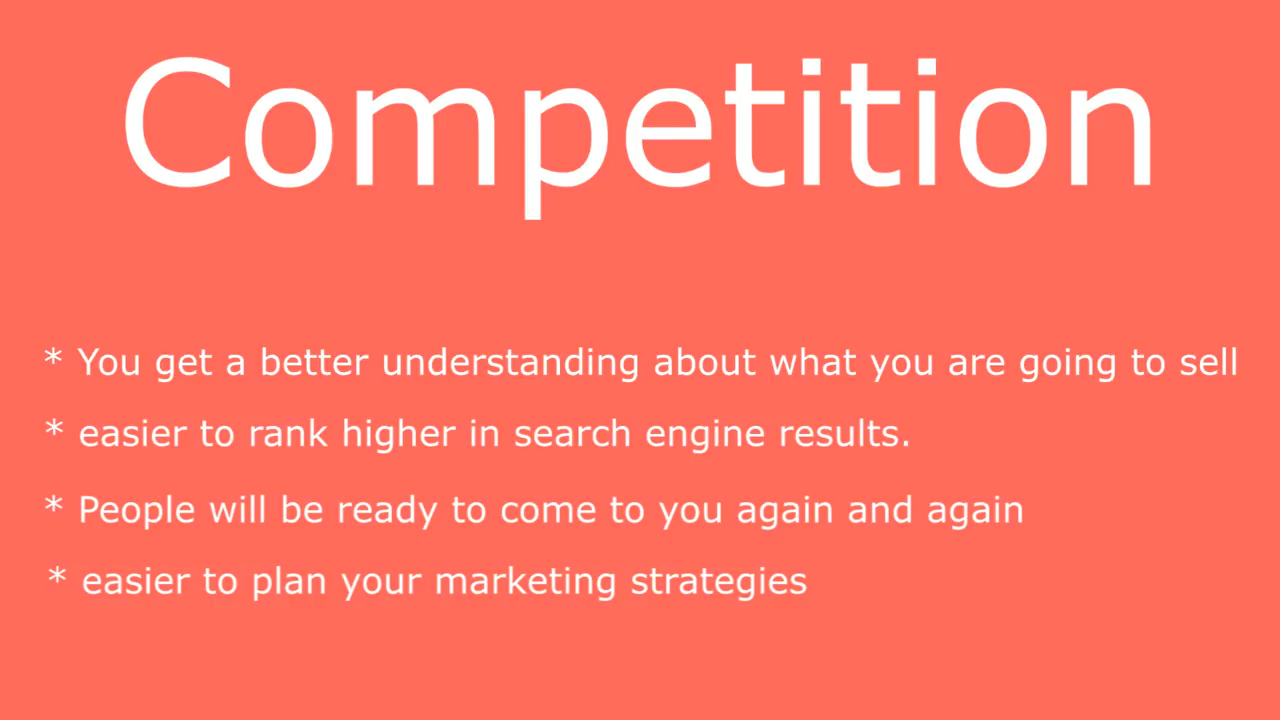 Competition
* You get a better understanding about what you are going to sell
* easier to rank higher in search engine results.
* People will be ready to come to you again and again
* easier to plan your marketing strategies